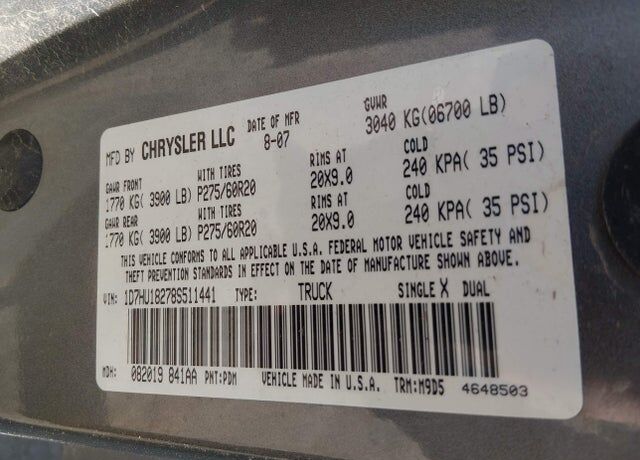 MFD BY CHRYSLER LLC DATE OF MFR 8-07 GVWR 3040 KG(06700 LB)
GAWR FRONT WITH TIRES RIMS AT COLD
1770 KG( 3900 LB) P275/60R20 20X9.0 240 KPA( 35 PSI)
GAWR REAR WITH TIRES RIMS AT COLD
1770 KG( 3900 LB) P275/60R20 20X9.0 240 KPA( 35 PSI)
THIS VEHICLE CONFORMS TO ALL APPLICABLE U.S.A. FEDERAL MOTOR VEHICLE SAFETY AND
THEFT PREVENTION STANDARDS IN EFFECT ON THE DATE OF MANUFACTURE SHOWN ABOVE.
VIN: 1D7HU18278S511441 TYPE: TRUCK SINGLE X DUAL
MDH: 082019 841AA PNT:PDM VEHICLE MADE IN U.S.A. TRM:M9D5 4648503